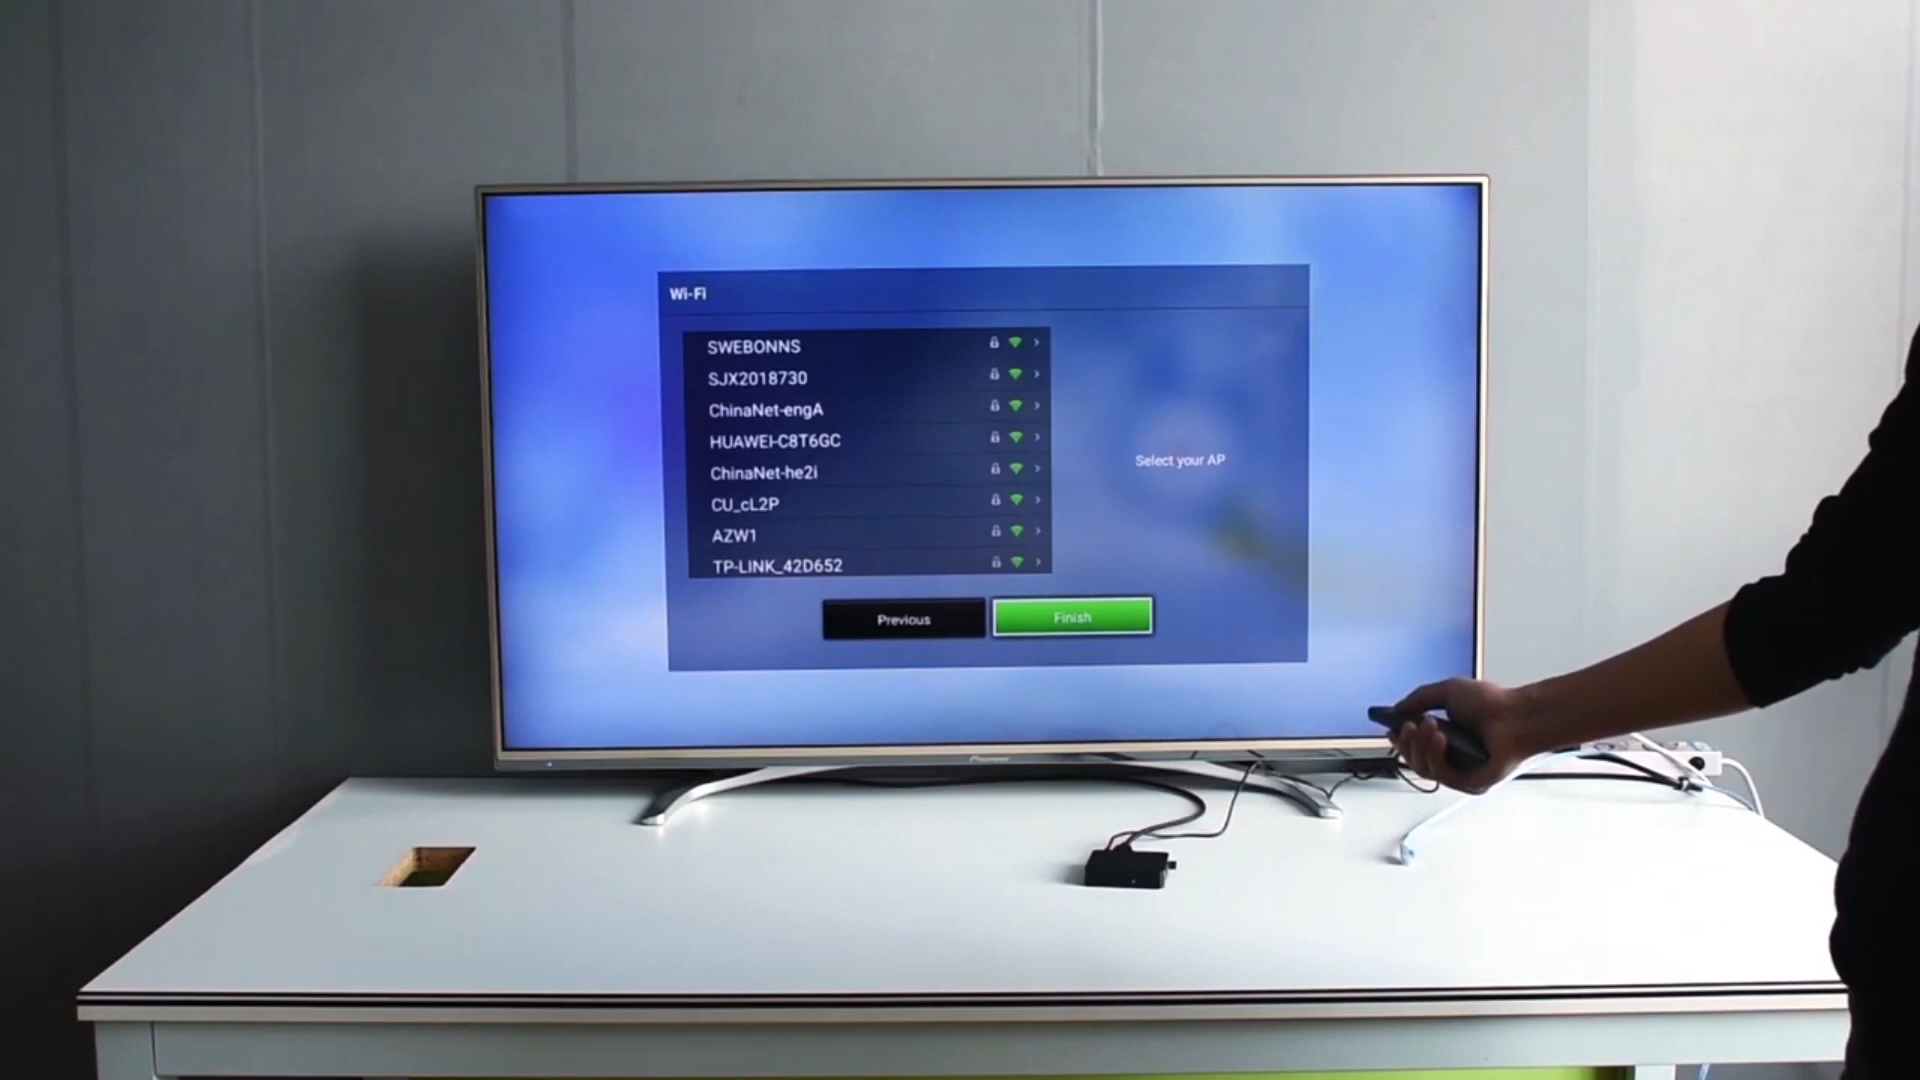 Wi-Fi
SWEBONNS
SJX2018730
ChinaNet-engA
HUAWEI-C8T6GC
ChinaNet-he2i
CU_cL2P
AZW1
TP-LINK_42D652
Select your AP
Previous
Finish
Pioneer